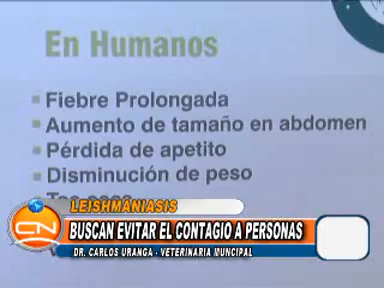 En Humanos
Fiebre Prolongada
Aumento de tamaño en abdomen
Pérdida de apetito
Disminución de peso
LEISHMANIASIS
CN
BUSCAN EVITAR EL CONTAGIO A PERSONAS
DR. CARLOS URANGA - VETERINARIA MUNCIPAL